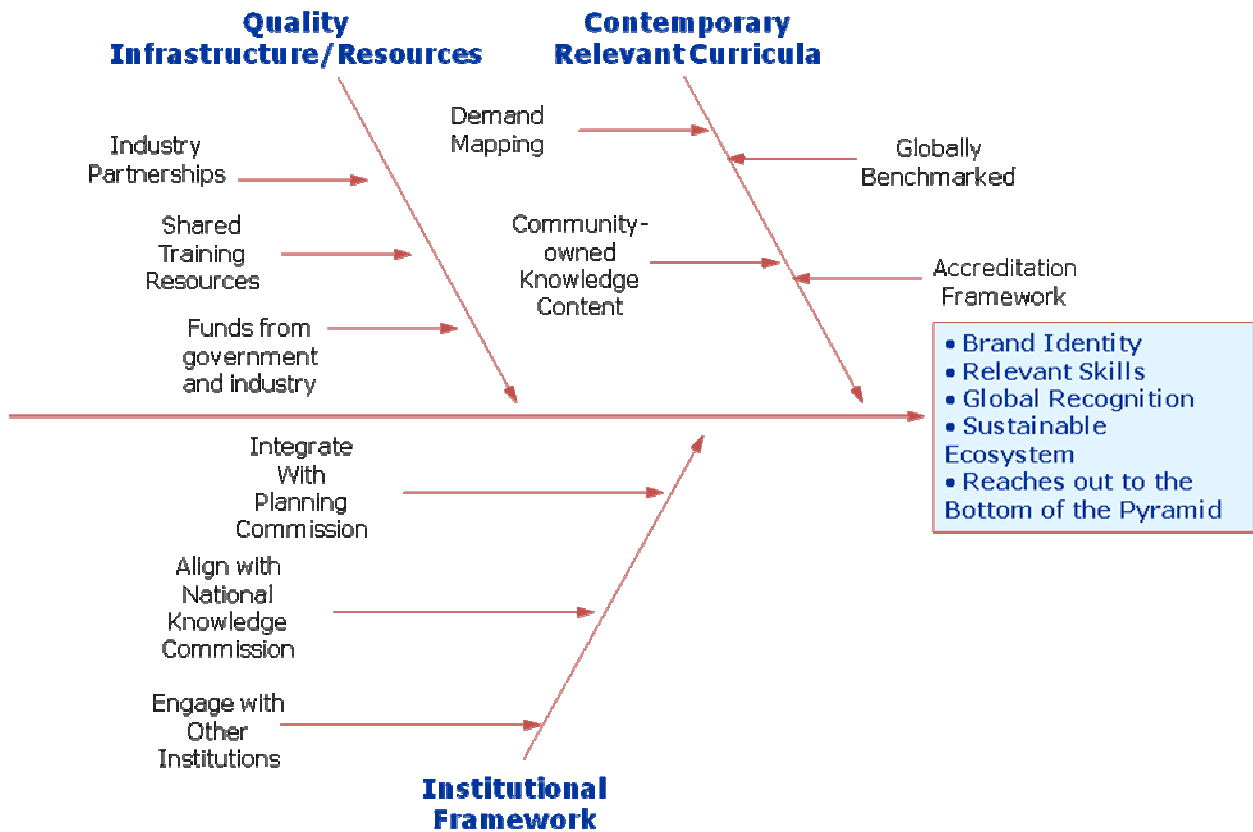 Quality
Infrastructure/Resources
Contemporary
Relevant Curricula
Industry
Partnerships
Shared
Training
Resources
Funds from
government
and industry
Demand
Mapping
Globally
Benchmarked
Community-
owned
Knowledge
Content
Accreditation
Framework
• Brand Identity
• Relevant Skills
• Global Recognition
• Sustainable
Ecosystem
• Reaches out to the
Bottom of the Pyramid
Integrate
With
Planning
Commission
Align with
National
Knowledge
Commission
Engage with
Other
Institutions
Institutional
Framework